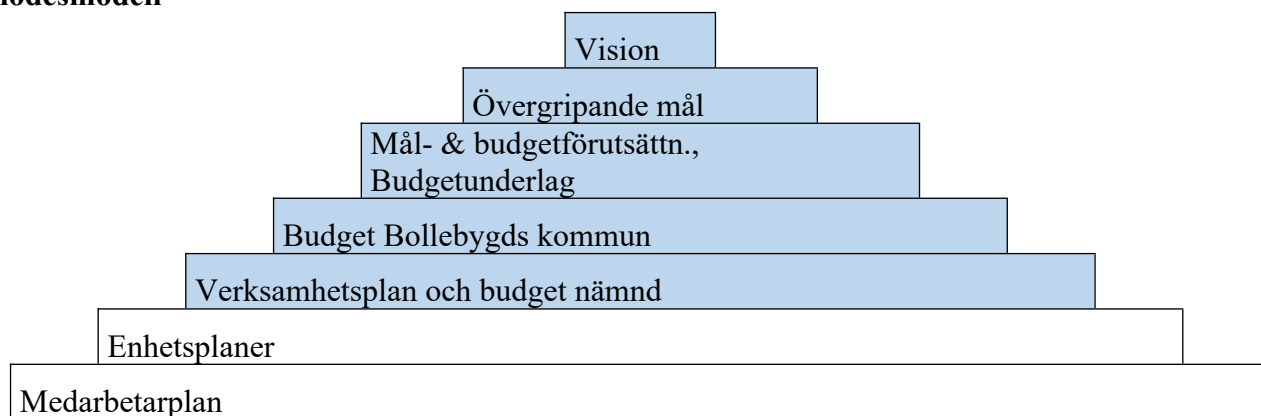 Vision
Övergripande mål
Mål- & budgetförutsättn.,
Budgetunderlag
Budget Bollebygds kommun
Verksamhetsplan och budget nämnd
Enhetsplaner
Medarbetarplan